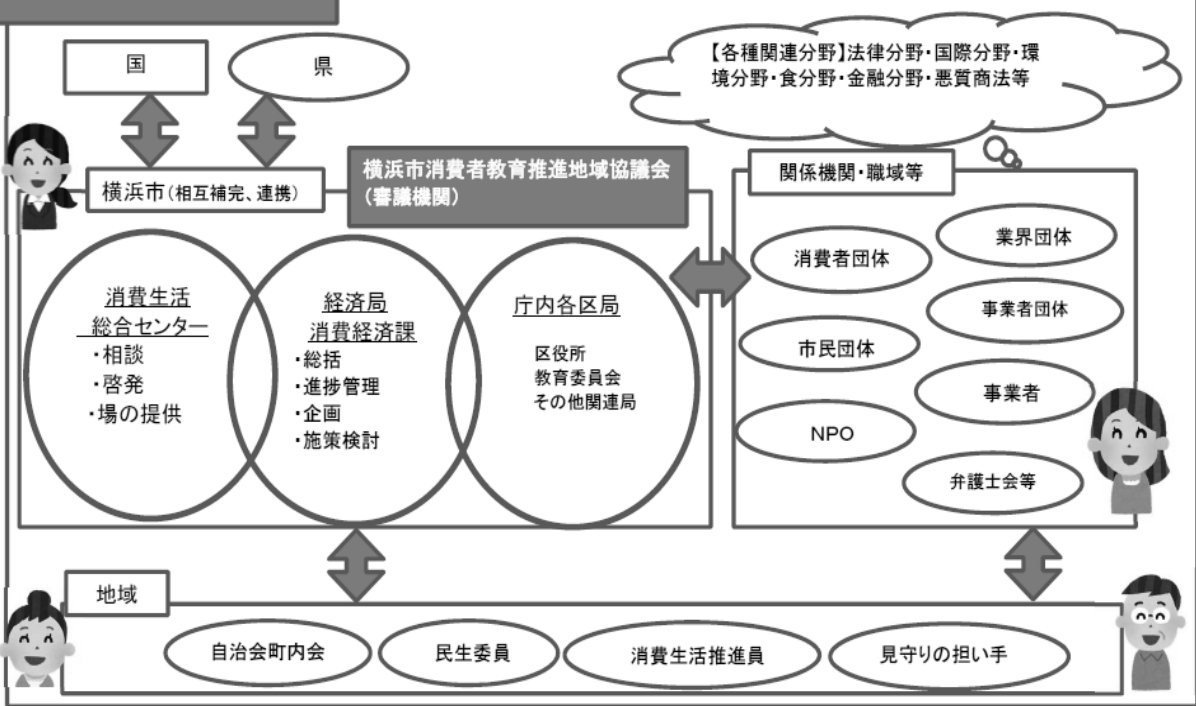 国
県
【各種関連分野】法律分野・国際分野・環
境分野・食分野・金融分野・悪質商法等
横浜市(相互補完、連携)
横浜市消費者教育推進地域協議会
(審議機関)
関係機関・職域等
消費生活
総合センター
・相談
・啓発
・場の提供
経済局
消費経済課
・総括
・進捗管理
・企画
・施策検討
庁内各区局
区役所
教育委員会
その他関連局
消費者団体
業界団体
事業者団体
市民団体
事業者
NPO
弁護士会等
地域
自治会町内会
民生委員
消費生活推進員
見守りの担い手